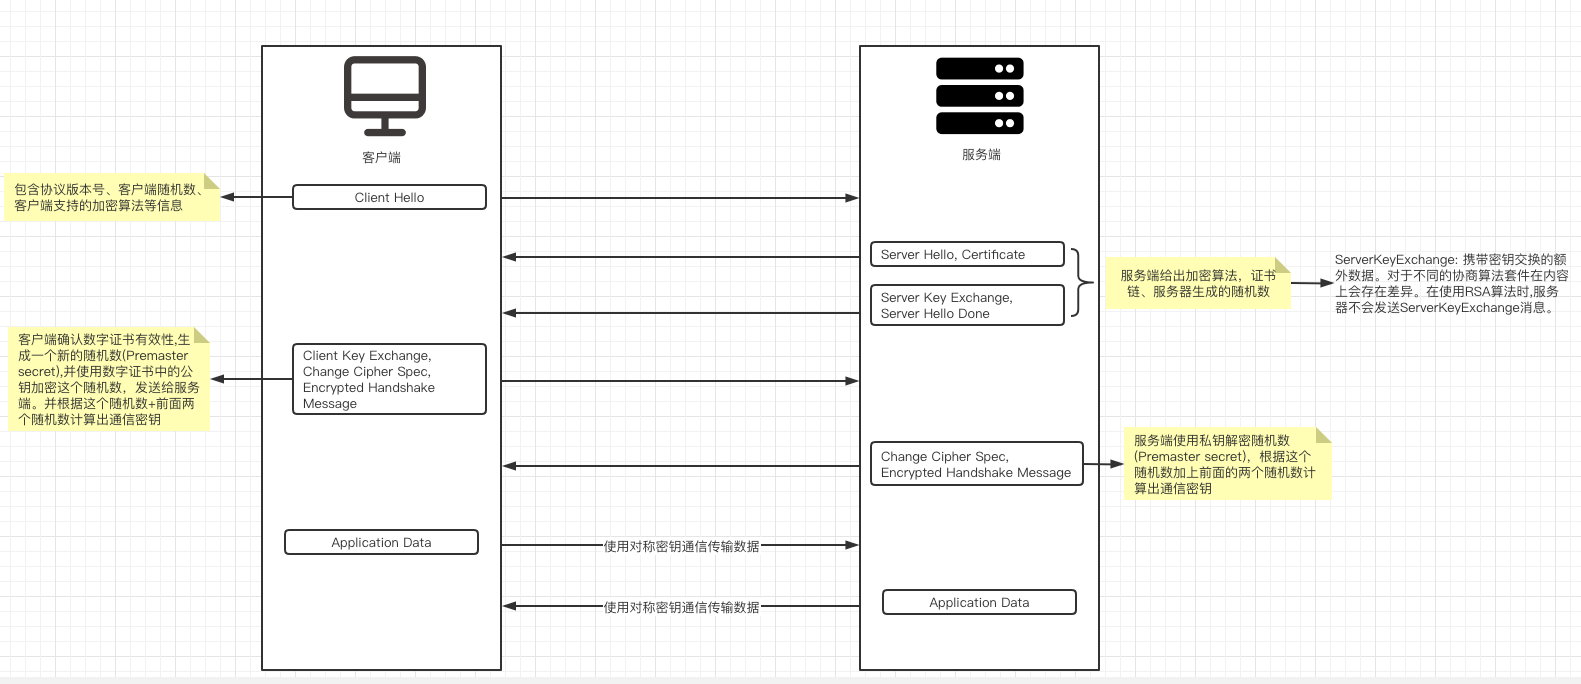 客户端
服务端
包含协议版本号、客户端随机数、
客户端支持的加密算法等信息
Client Hello
Server Hello, Certificate
Server Key Exchange,
Server Hello Done
服务端给出加密算法，证书
链、服务器生成的随机数
ServerKeyExchange: 携带密钥交换的额
外数据。对于不同的协商算法套件在内容
上会存在差异。在使用RSA算法时,服务
器不会发送ServerKeyExchange消息。
客户端确认数字证书有效性,生
成一个新的随机数(Premaster
secret),并使用数字证书中的公
钥加密这个随机数，发送给服务
端。并根据这个随机数+前面两
个随机数计算出通信密钥
Client Key Exchange,
Change Cipher Spec,
Encrypted Handshake
Message
Change Cipher Spec,
Encrypted Handshake Message
服务端使用私钥解密随机数
(Premaster secret)，根据这个
随机数加上前面的两个随机数计
算出通信密钥
Application Data
使用对称密钥通信传输数据
使用对称密钥通信传输数据
Application Data